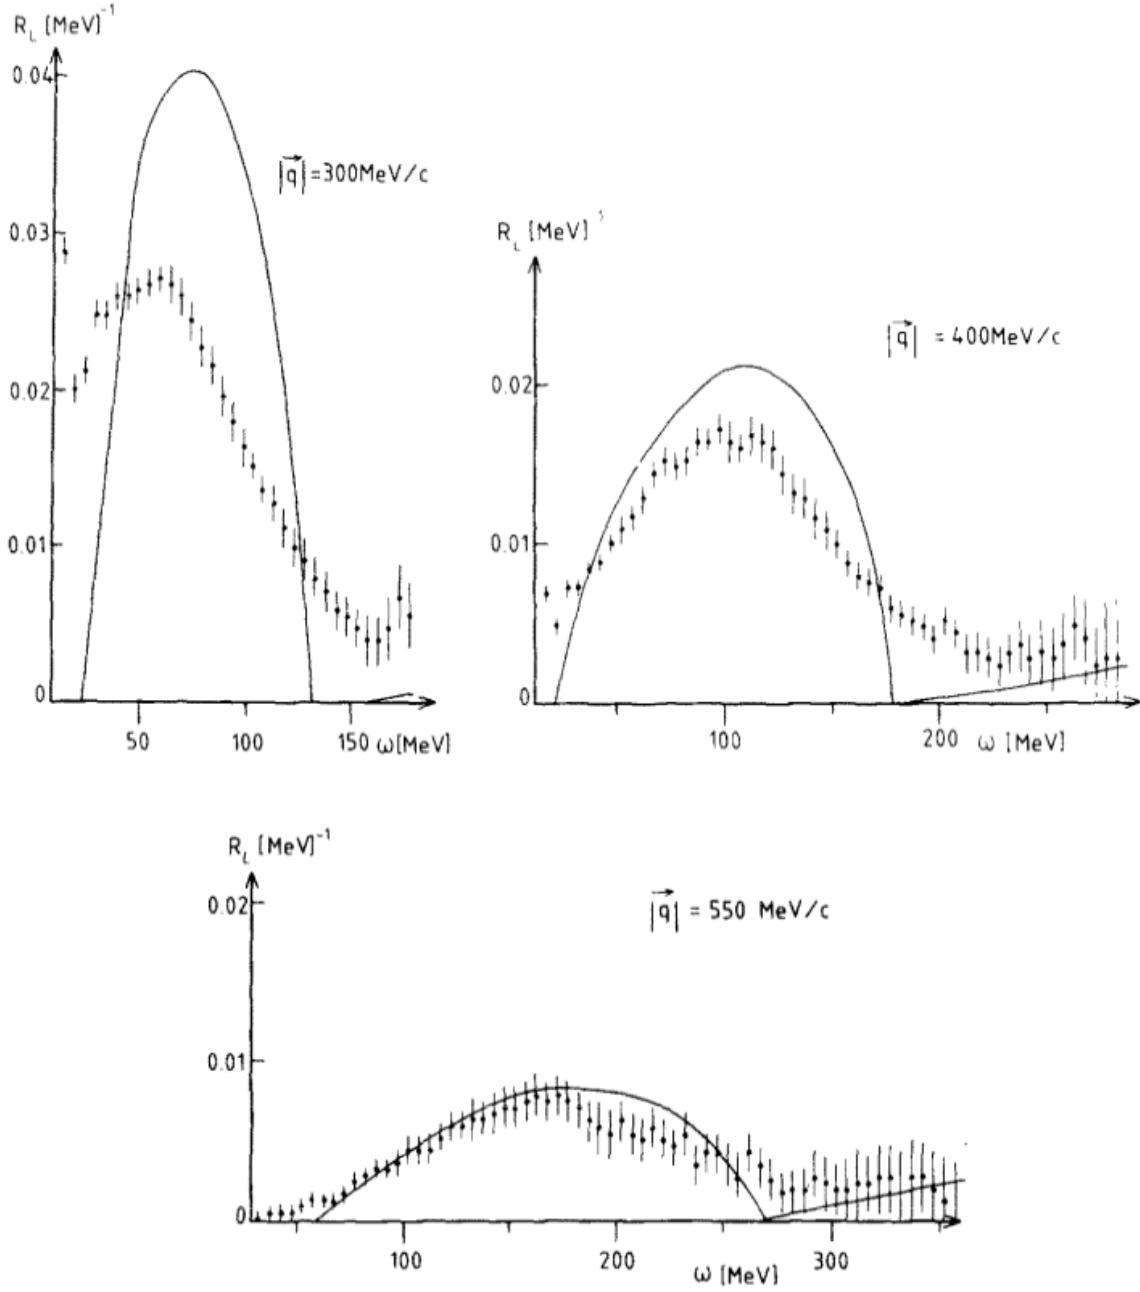 R_L [MeV]^-1
0.04
|q⃗| =300MeV/c
0.03
0.02
0.01
0
50 100 150 ω[MeV]
R_L [MeV]
|q⃗| = 400MeV/c
0.02
0.01
0
100 200 ω [MeV]
R_L [MeV]^-1
|q⃗| = 550 MeV/c
0.02
0.01
0
100 200 ω [MeV] 300